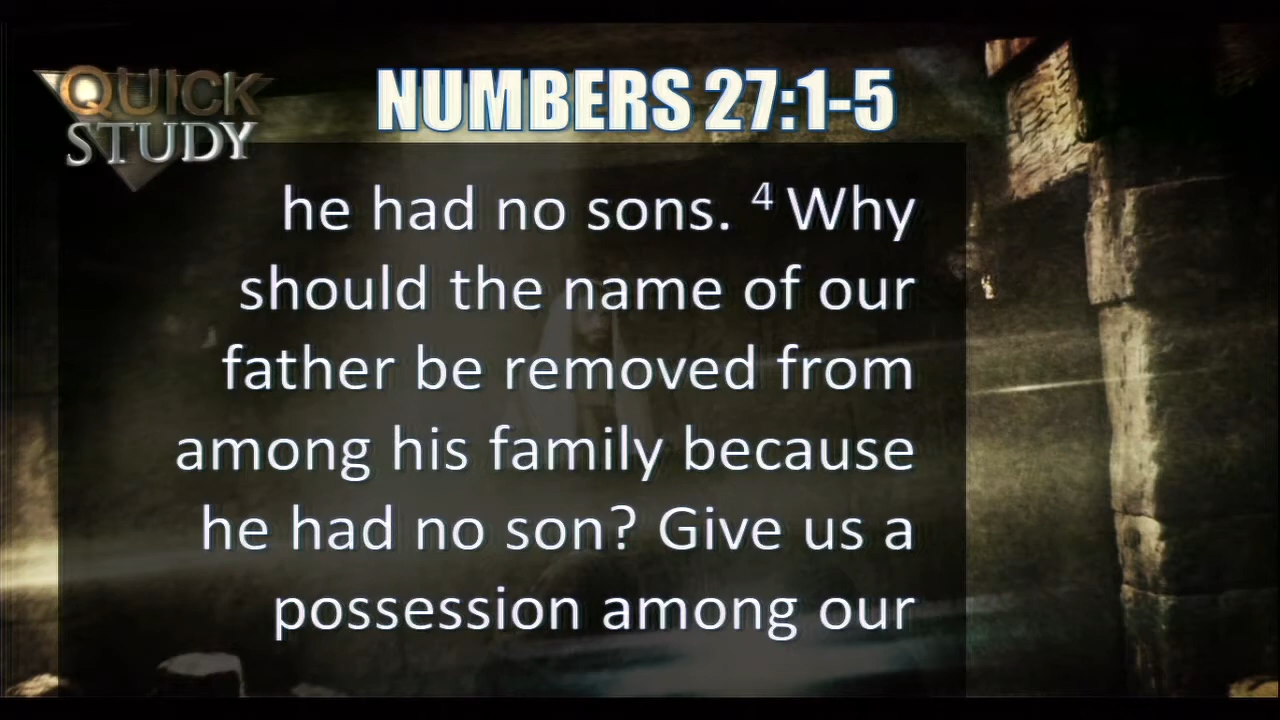 QUICK
STUDY
NUMBERS 27:1-5
he had no sons. ⁴ Why
should the name of our
father be removed from
among his family because
he had no son? Give us a
possession among our